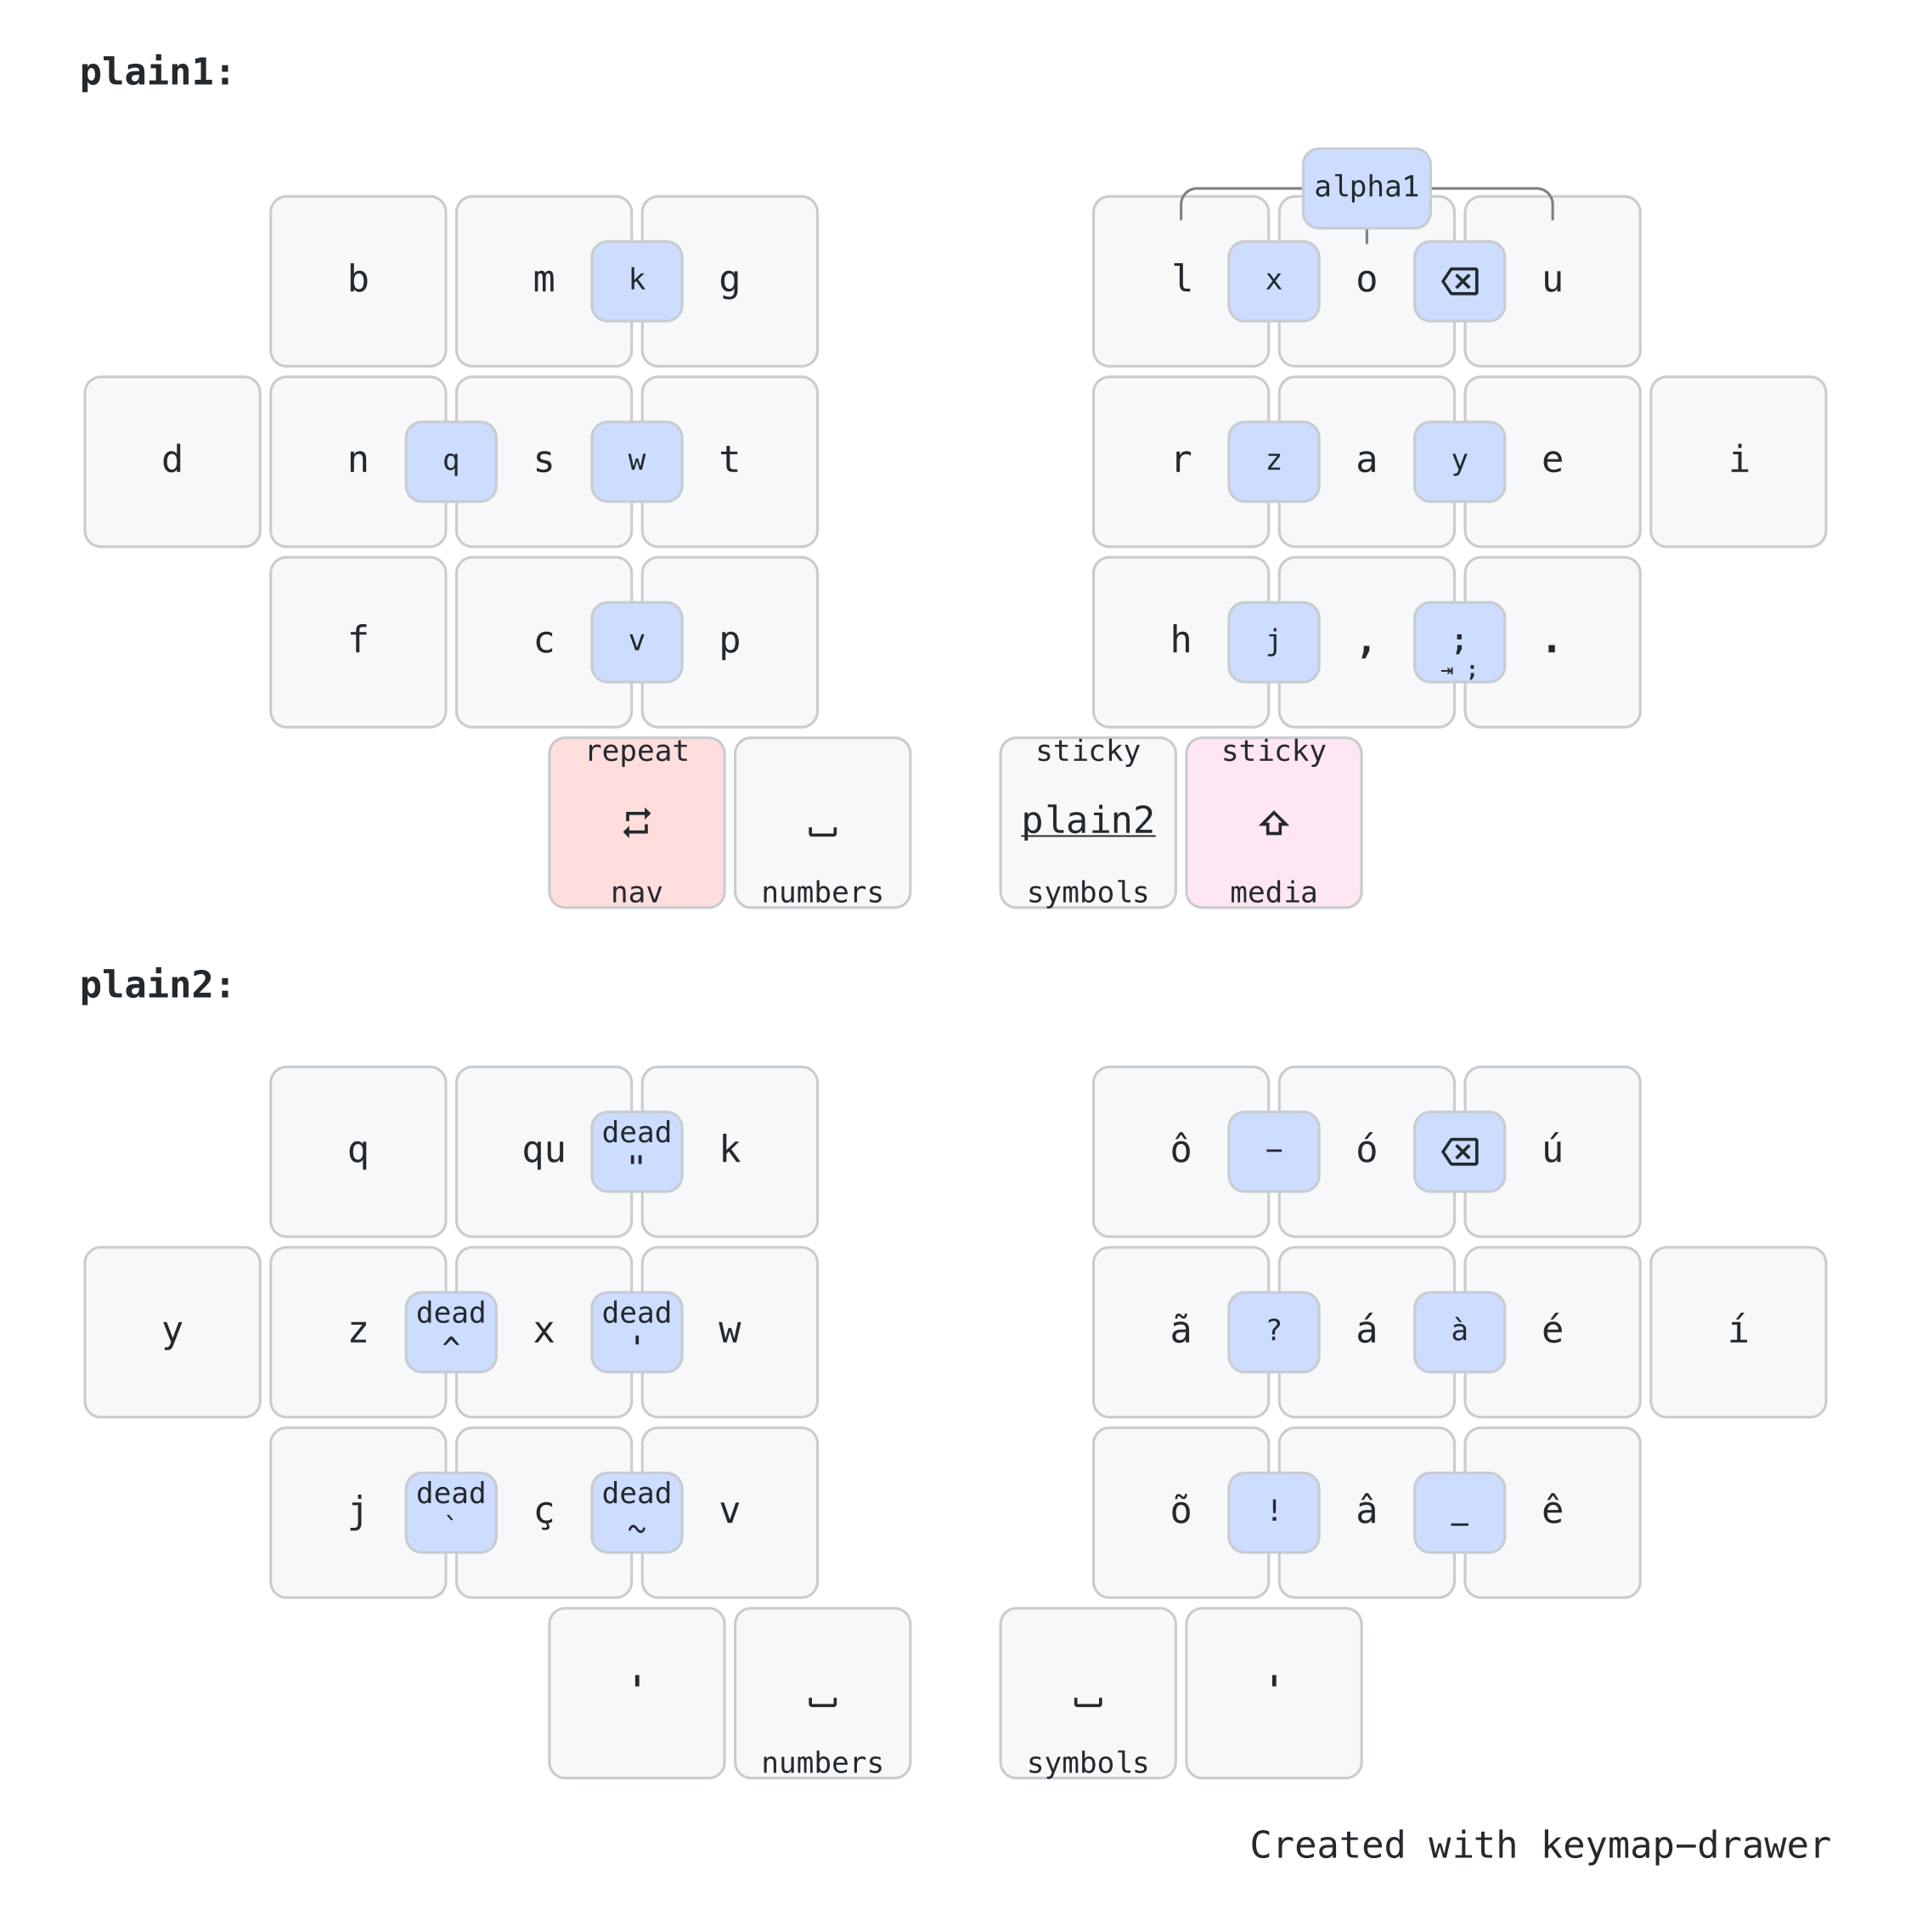 plain1:
alpha1
b m k g l x o u
d n q s w t r z a y e i
f c v p h j , ; .
⇥ ;
repeat sticky sticky
plain2
nav numbers symbols media
plain2:
dead
q qu " k ô − ó ú
dead dead
y z ^ x ' w ã ? á à é í
dead dead
j ` ç ~ v õ ! â _ ê
' '
numbers symbols
Created with keymap−drawer